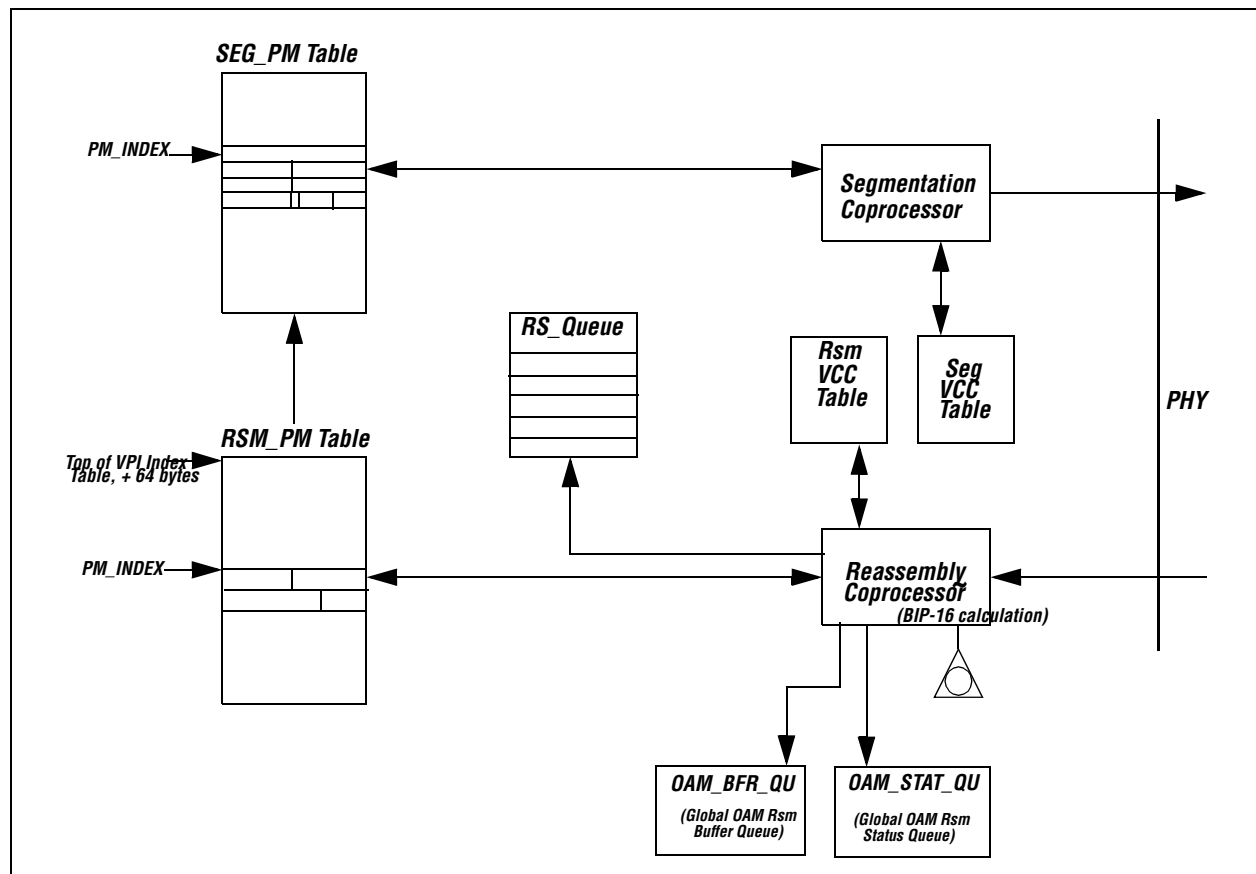 SEG_PM Table
PM_INDEX
Segmentation
Coprocessor
RS_Queue
Rsm
VCC
Table
Seg
VCC
Table
PHY
RSM_PM Table
Top of VPI Index
Table, + 64 bytes
PM_INDEX
Reassembly
Coprocessor
(BIP-16 calculation)
OAM_BFR_QU
(Global OAM Rsm
Buffer Queue)
OAM_STAT_QU
(Global OAM Rsm
Status Queue)